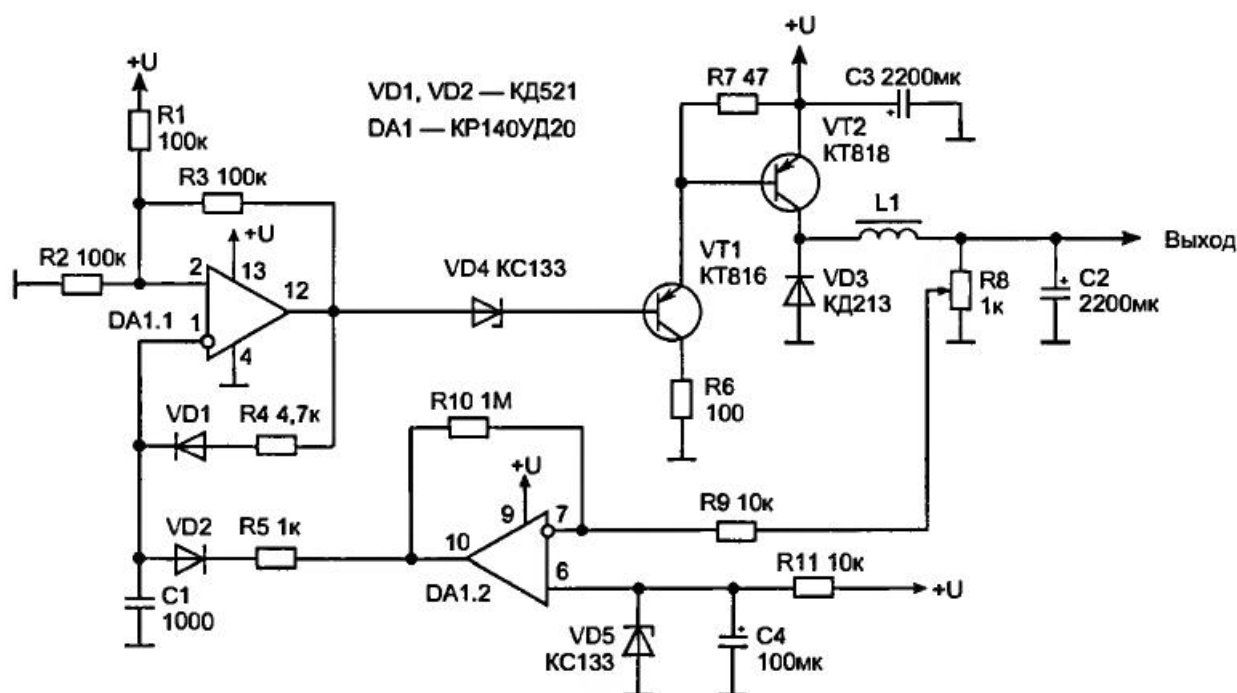 +U
+U
R7 47
C3 2200мк
+
VD1, VD2 — КД521
DA1 — КР140УД20
R1
100к
VT2
КТ818
R3 100к
+U
L1
R2 100к
2
13
12
VD4 КС133
VT1
КТ816
Выход
DA1.1
1
4
VD3
КД213
R8
1к
+
C2
2200мк
VD1
R4 4,7к
R10 1М
R6
100
+U
VD2
R5 1к
10
9
7
R9 10к
DA1.2
6
R11 10к
+U
C1
1000
VD5
КС133
+
C4
100мк